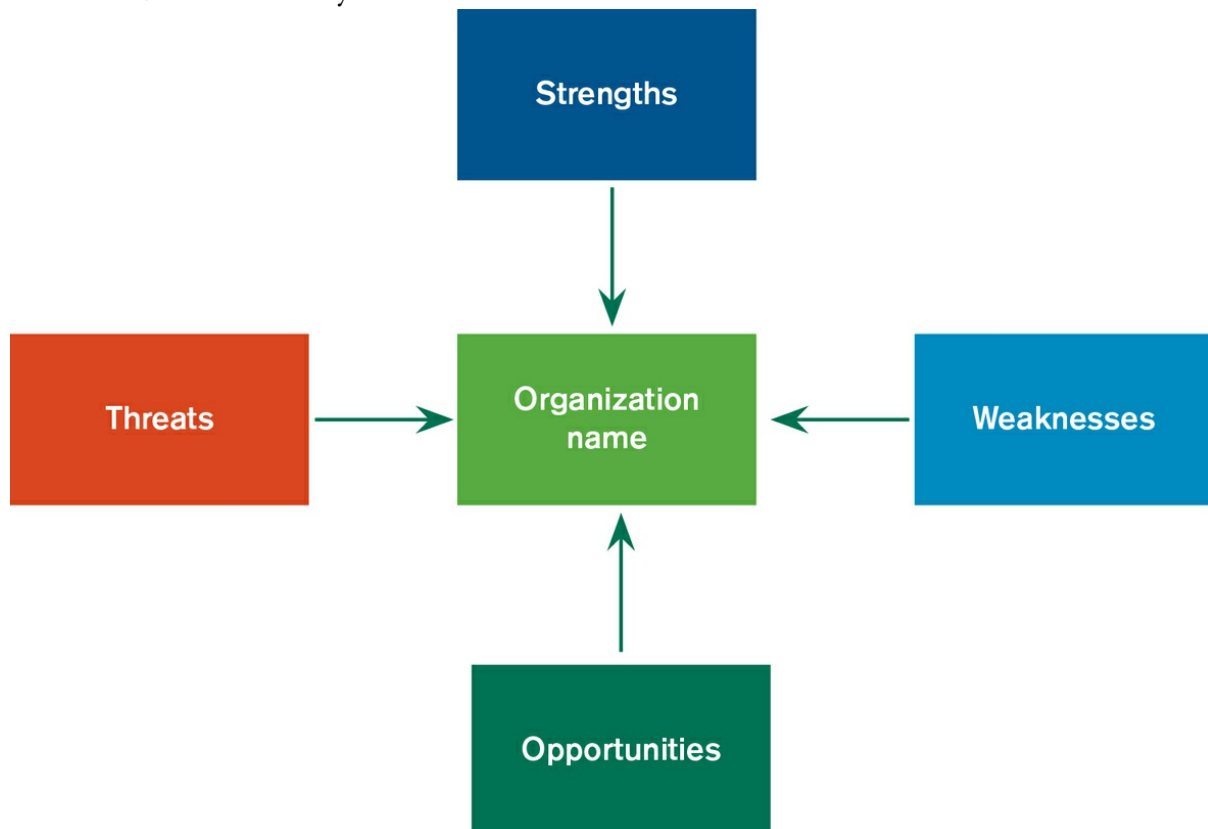 Strengths
Threats
Organization
name
Weaknesses
Opportunities